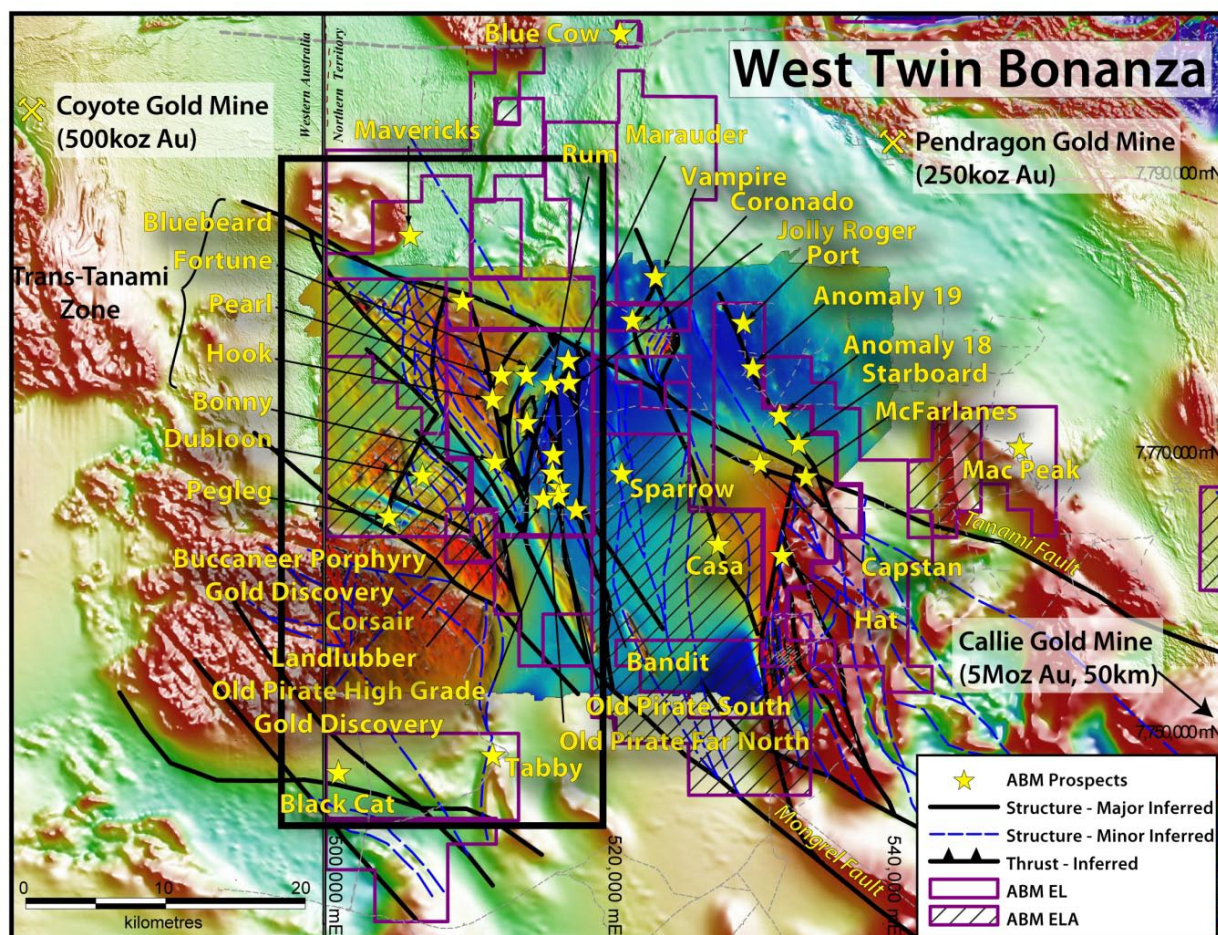 Blue Cow
West Twin Bonanza
Coyote Gold Mine
(500koz Au)
Western Australia
Northern Territory
Mavericks
Marauder
Rum
Pendragon Gold Mine
(250koz Au)
7,790,000 mN
Vampire
Coronado
Bluebeard
Jolly Roger
Fortune
Port
Trans-Tanami
Zone
Pearl
Anomaly 19
Hook
Anomaly 18
Starboard
Bonny
McFarlanes
Dubloon
7,770,000 mN
Mac Peak
Pegleg
Sparrow
Tanami Fault
Buccaneer Porphyry
Gold Discovery
Casa
Capstan
Corsair
Hat
Landlubber
Bandit
Callie Gold Mine
(5Moz Au, 50km)
Old Pirate High Grade
Gold Discovery
Old Pirate South
Old Pirate Far North
7,750,000 mN
Tabby
Black Cat
Mongrel Fault
500,000 mE
520,000 mE
540,000 mE
0 20
kilometres
ABM Prospects
Structure - Major Inferred
Structure - Minor Inferred
Thrust - Inferred
ABM EL
ABM ELA